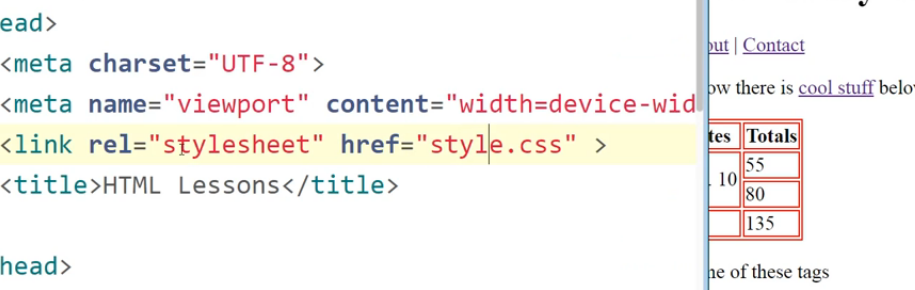 ead>
<meta charset="UTF-8">
<meta name="viewport" content="width=device-wid
<link rel="stylesheet" href="style.css" >
<title>HTML Lessons</title>
head>
out | Contact
ow there is cool stuff belo
tes Totals
10 55
80
135
ne of these tags